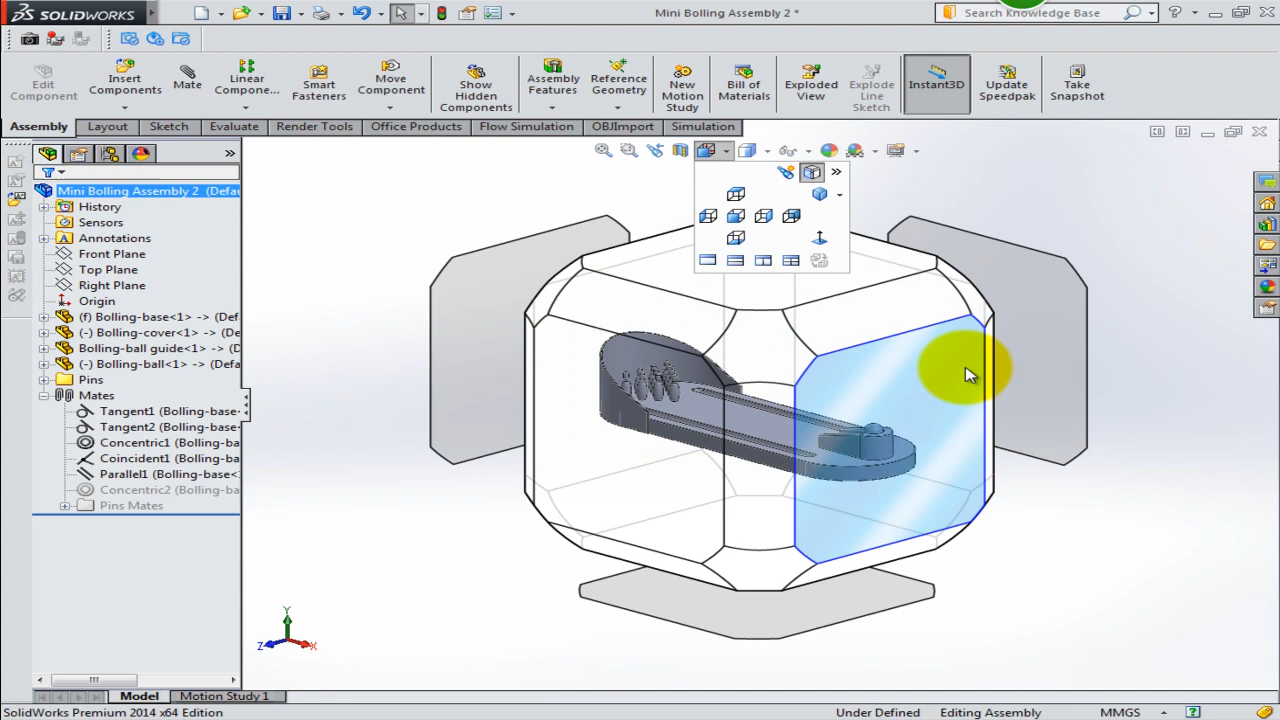 SOLIDWORKS
Mini Bolling Assembly 2 *
Search Knowledge Base
Edit Component
Insert Components
Mate
Linear Compone...
Smart Fasteners
Move Component
Show Hidden Components
Assembly Features
Reference Geometry
New Motion Study
Bill of Materials
Exploded View
Explode Line Sketch
Instant3D
Update Speedpak
Take Snapshot
Assembly
Layout
Sketch
Evaluate
Render Tools
Office Products
Flow Simulation
OBJImport
Simulation
Mini Bolling Assembly 2 (Defau
History
Sensors
Annotations
Front Plane
Top Plane
Right Plane
Origin
(f) Bolling-base<1> -> (Def
(-) Bolling-cover<1> -> (D
Bolling-ball guide<1> -> (D
(-) Bolling-ball<1> -> (Defa
Pins
Mates
Tangent1 (Bolling-base-
Tangent2 (Bolling-base-
Concentric1 (Bolling-ba
Coincident1 (Bolling-ba
Parallel1 (Bolling-base<
Concentric2 (Bolling-ba
Pins Mates
Y
Z
X
Model
Motion Study 1
SolidWorks Premium 2014 x64 Edition
Under Defined
Editing Assembly
MMGS